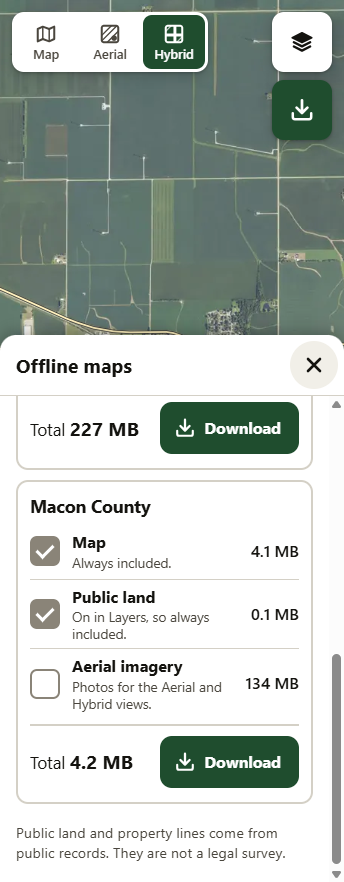 Map
Aerial
Hybrid
Offline maps
Total 227 MB
Download
Macon County
Map
4.1 MB
Always included.
Public land
0.1 MB
On in Layers, so always
included.
Aerial imagery
134 MB
Photos for the Aerial and
Hybrid views.
Total 4.2 MB
Download
Public land and property lines come from
public records. They are not a legal survey.